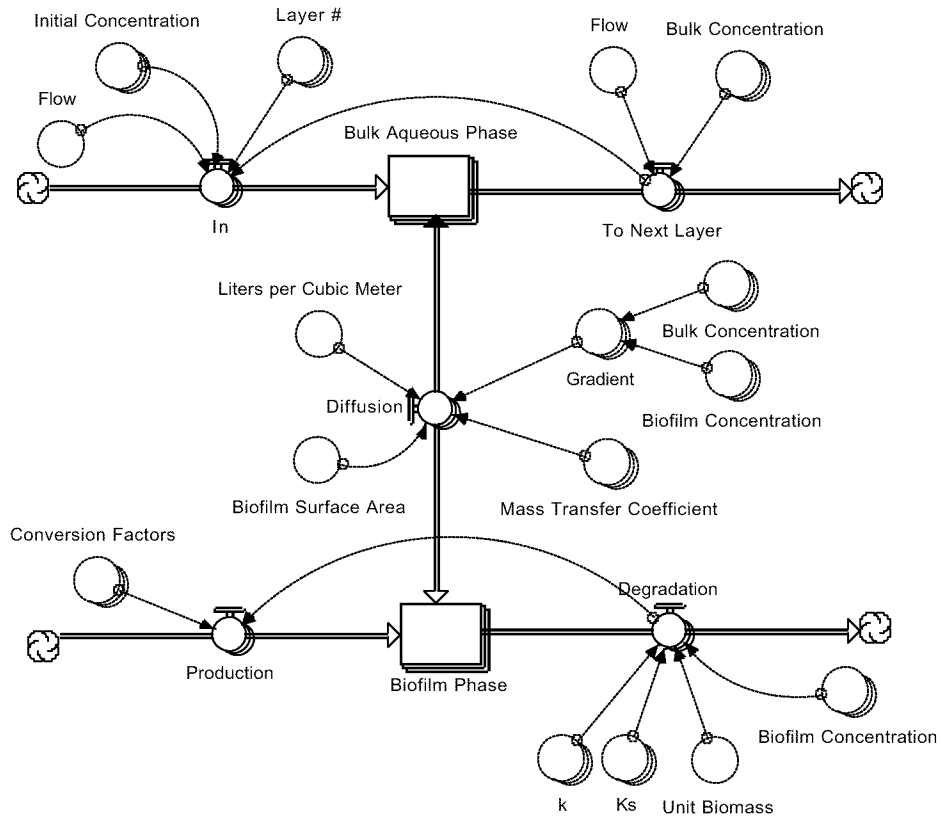 Initial Concentration
Layer #
Flow
Bulk Concentration
Flow
Bulk Aqueous Phase
In
To Next Layer
Liters per Cubic Meter
Bulk Concentration
Gradient
Diffusion
Biofilm Concentration
Biofilm Surface Area
Mass Transfer Coefficient
Conversion Factors
Degradation
Production
Biofilm Phase
Biofilm Concentration
k
Ks
Unit Biomass